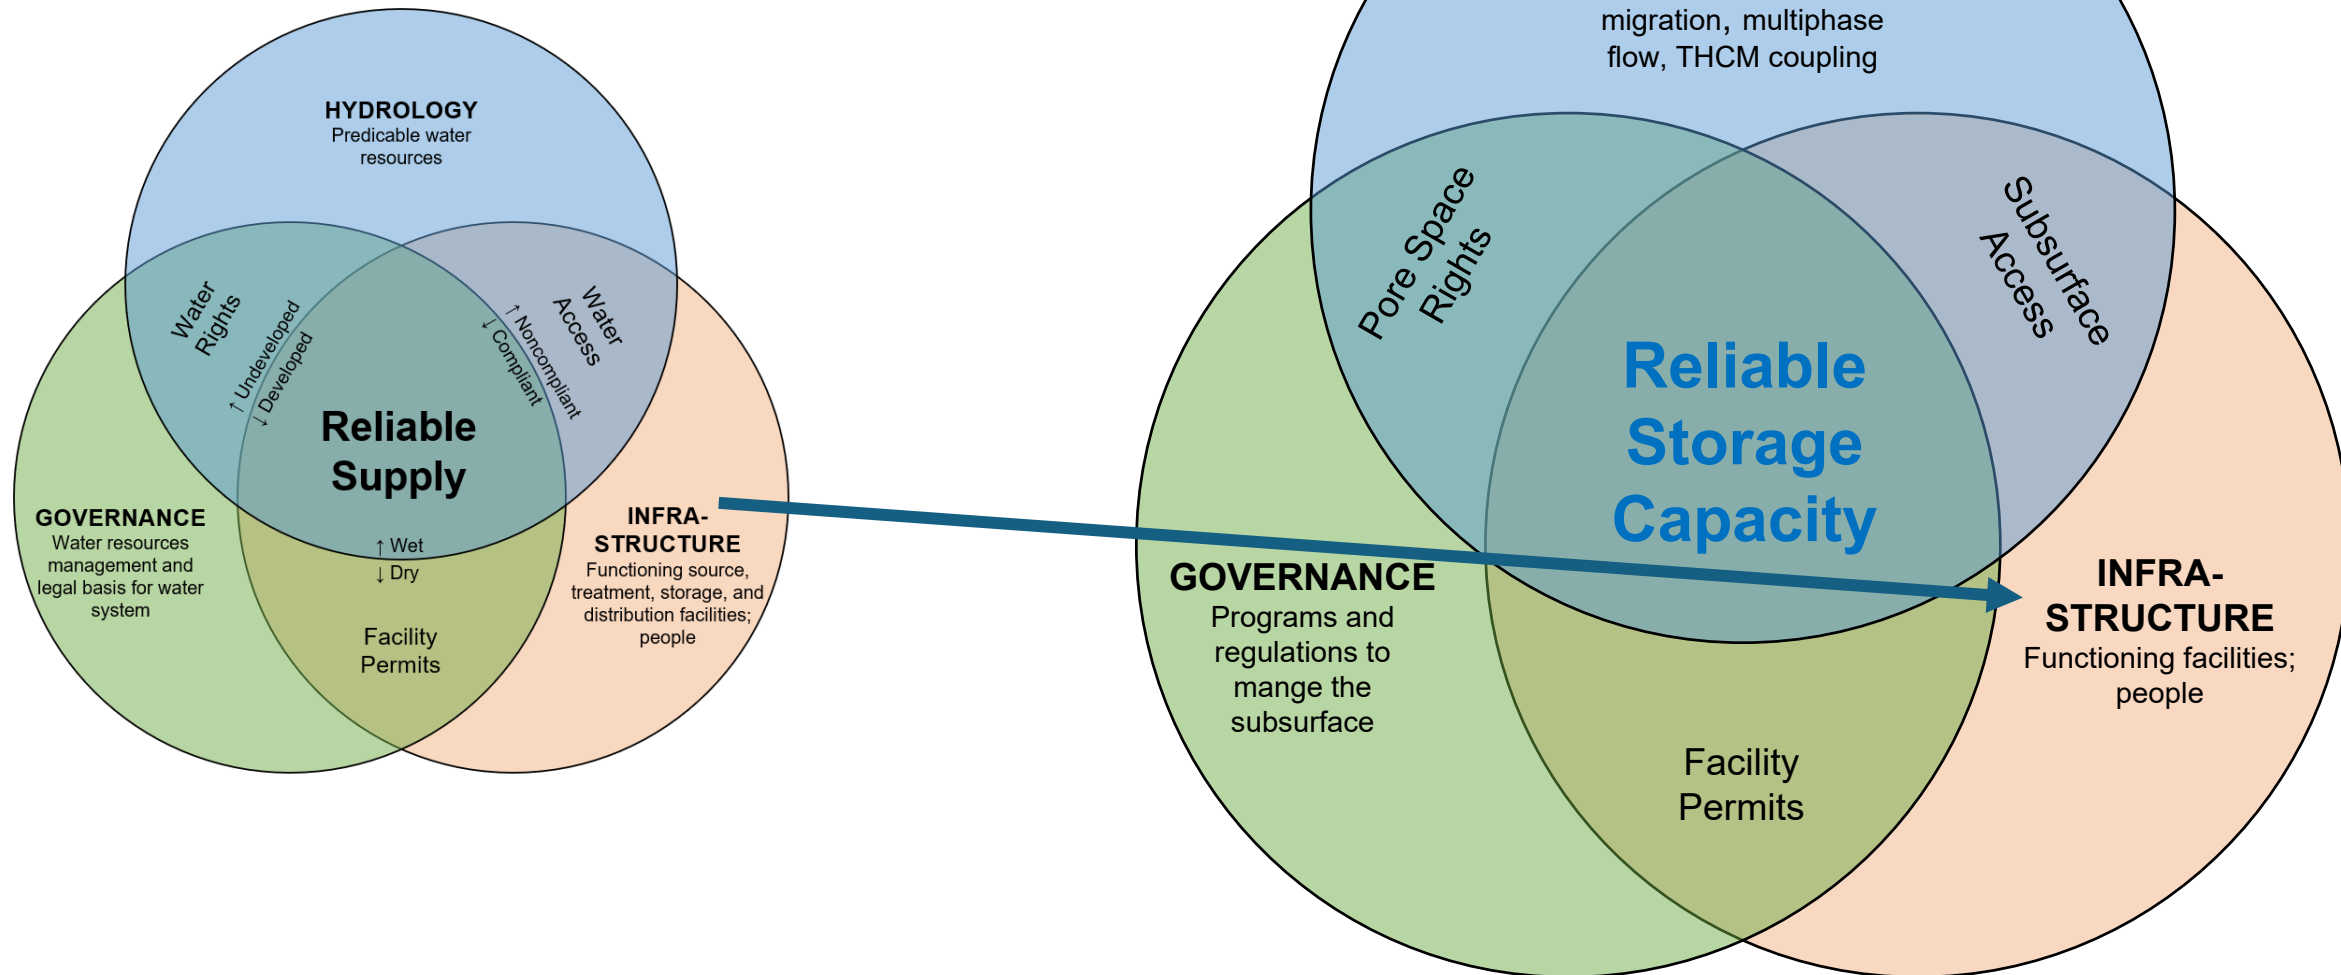 HYDROLOGY
Predicable water
resources
Water
Rights
↑ Undeveloped
↓ Developed
Water
Access
↑ Noncompliant
↓ Compliant
Reliable
Supply
GOVERNANCE
Water resources
management and
legal basis for water
system
↑ Wet
↓ Dry
INFRA-
STRUCTURE
Functioning source,
treatment, storage, and
distribution facilities;
people
Facility
Permits
migration, multiphase
flow, THCM coupling
Pore Space
Rights
Subsurface
Access
Reliable
Storage
Capacity
GOVERNANCE
Programs and
regulations to
mange the
subsurface
INFRA-
STRUCTURE
Functioning facilities;
people
Facility
Permits